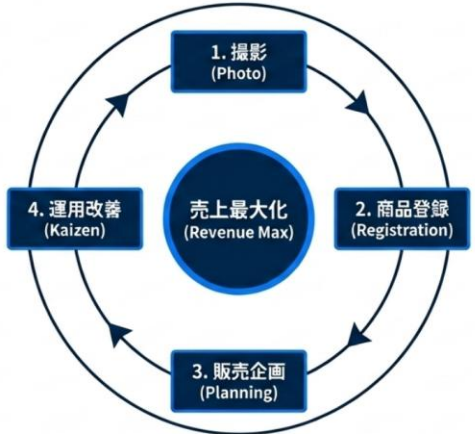 1. 撮影
(Photo)
4. 運用改善
(Kaizen)
売上最大化
(Revenue Max)
2. 商品登録
(Registration)
3. 販売企画
(Planning)